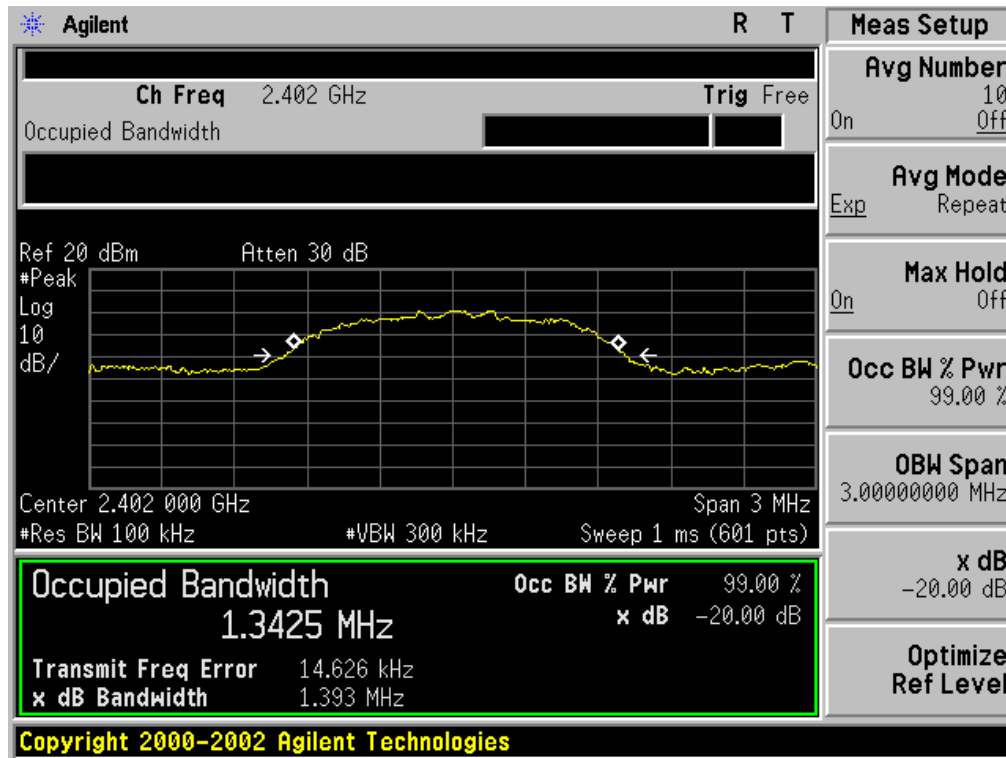 Agilent R T
Ch Freq 2.402 GHz Trig Free
Occupied Bandwidth
Ref 20 dBm Atten 30 dB
#Peak
Log
10
dB/
Center 2.402 000 GHz Span 3 MHz
#Res BW 100 kHz #VBW 300 kHz Sweep 1 ms (601 pts)
Occupied Bandwidth Occ BW % Pwr 99.00 %
1.3425 MHz x dB -20.00 dB
Transmit Freq Error 14.626 kHz
x dB Bandwidth 1.393 MHz
Copyright 2000-2002 Agilent Technologies
Meas Setup
Avg Number
10
On Off
Avg Mode
Exp Repeat
Max Hold
On Off
Occ BW % Pwr
99.00 %
OBW Span
3.00000000 MHz
x dB
-20.00 dB
Optimize
Ref Level